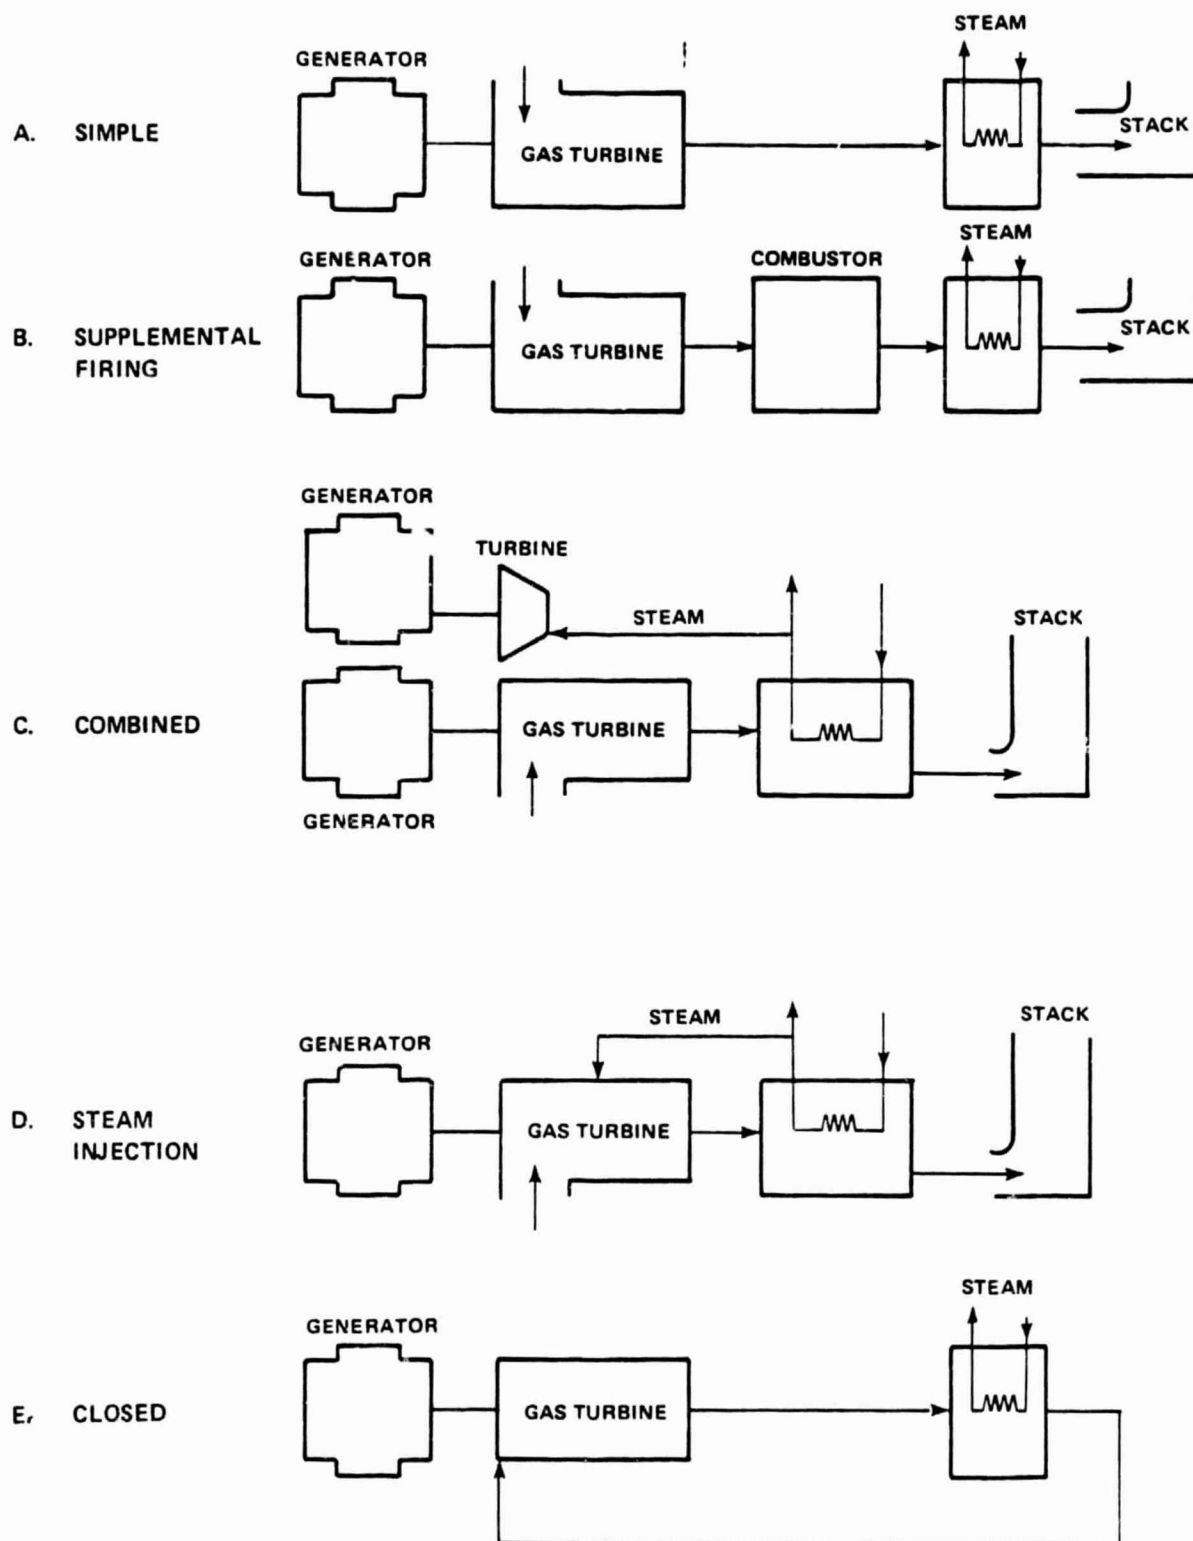 STEAM
GENERATOR
A. SIMPLE
GAS TURBINE
STACK
STEAM
GENERATOR
COMBUSTOR
B. SUPPLEMENTAL
FIRING
GAS TURBINE
STACK
GENERATOR
TURBINE
STEAM
STACK
C. COMBINED
GAS TURBINE
GENERATOR
STEAM
STACK
GENERATOR
D. STEAM
INJECTION
GAS TURBINE
STEAM
GENERATOR
E. CLOSED
GAS TURBINE